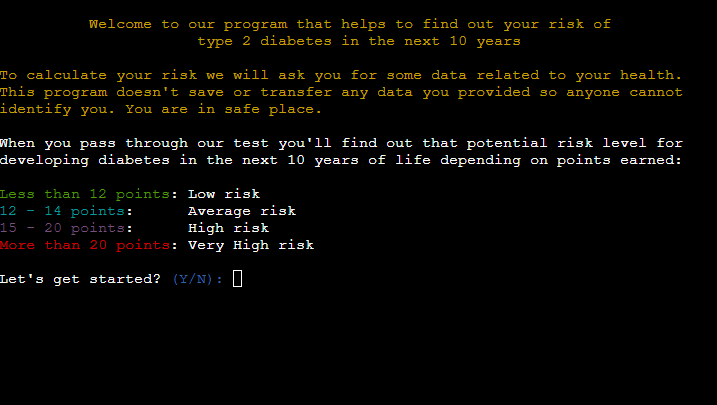 Welcome to our program that helps to find out your risk of
type 2 diabetes in the next 10 years
To calculate your risk we will ask you for some data related to your health.
This program doesn't save or transfer any data you provided so anyone cannot
identify you. You are in safe place.
When you pass through our test you'll find out that potential risk level for
developing diabetes in the next 10 years of life depending on points earned:
Less than 12 points: Low risk
12 - 14 points: Average risk
15 - 20 points: High risk
More than 20 points: Very High risk
Let's get started? (Y/N):